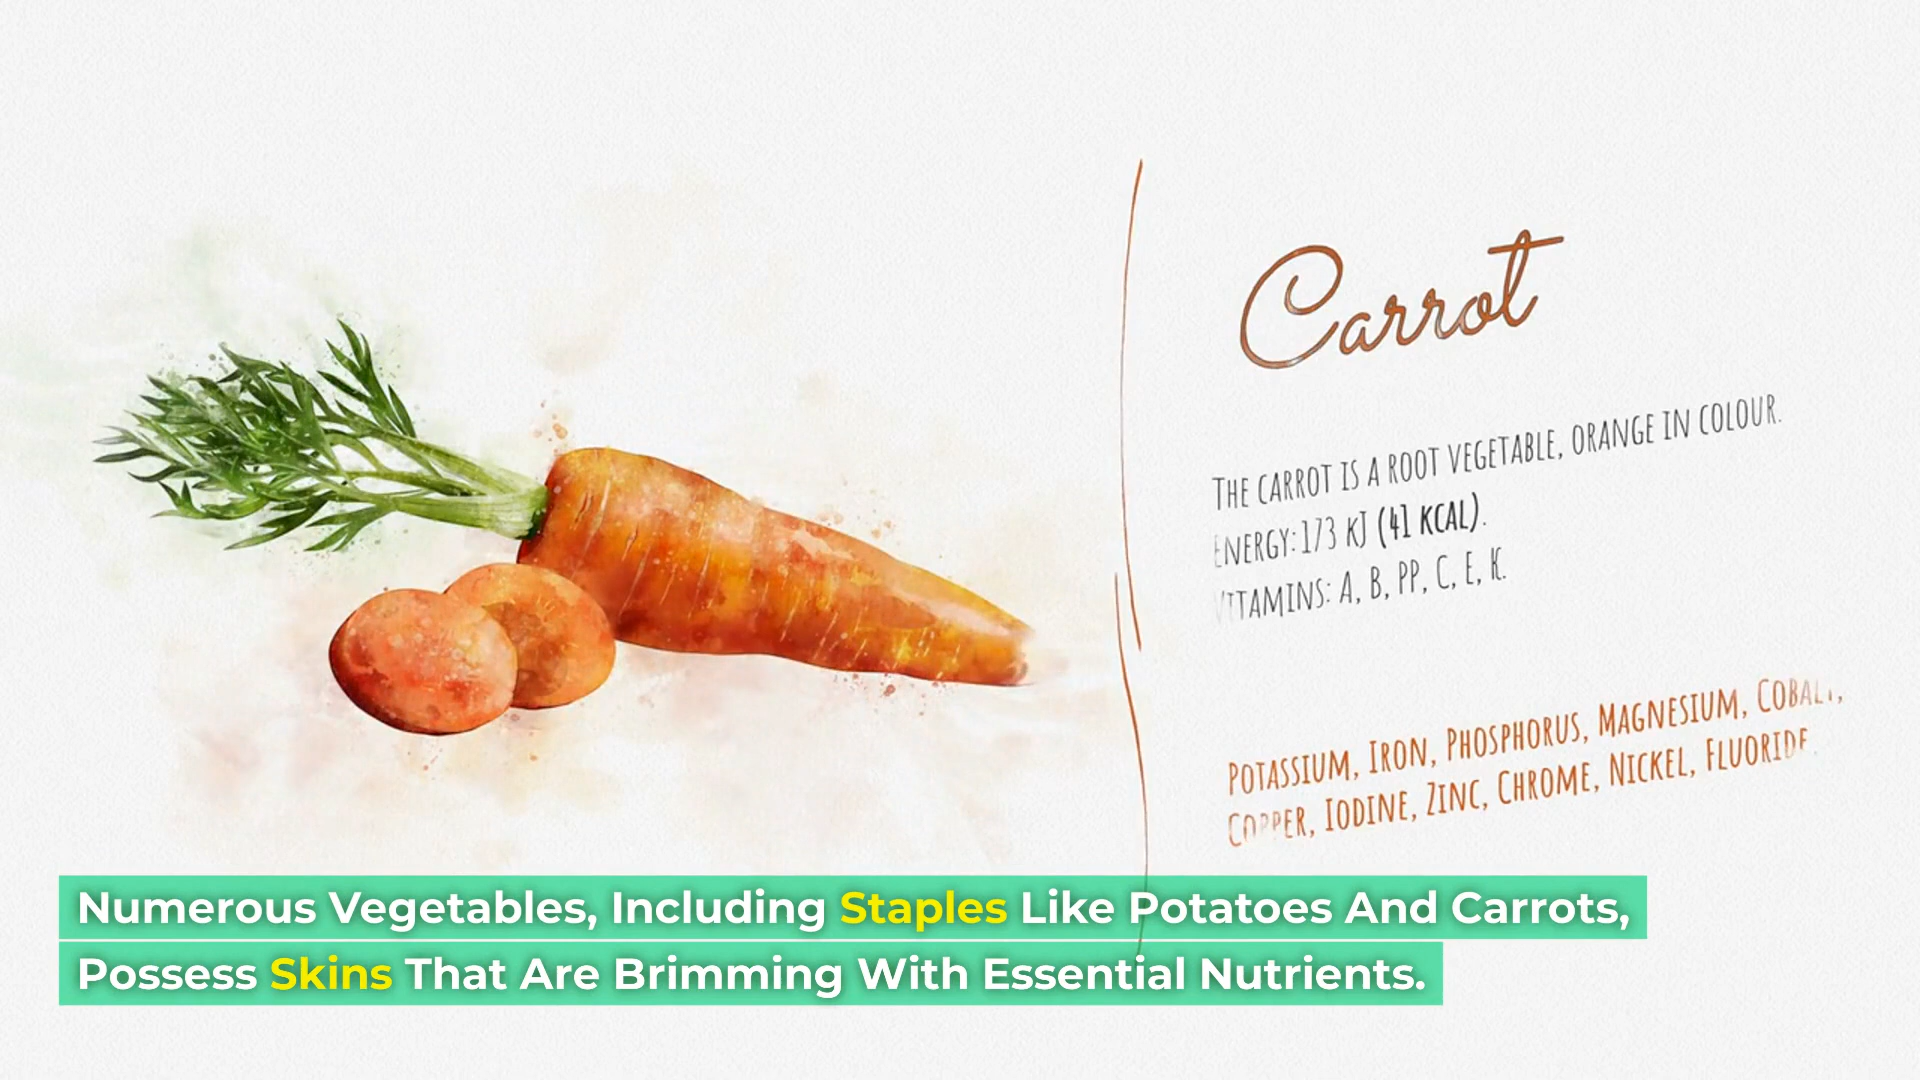 Carrot
The carrot is a root vegetable, orange in colour.
Energy: 173 kJ (41 kcal).
Vitamins: A, B, PP, C, E, K.
Potassium, Iron, Phosphorus, Magnesium, Cobalt,
Copper, Iodine, Zinc, Chrome, Nickel, Fluoride.
Numerous Vegetables, Including Staples Like Potatoes And Carrots,
Possess Skins That Are Brimming With Essential Nutrients.